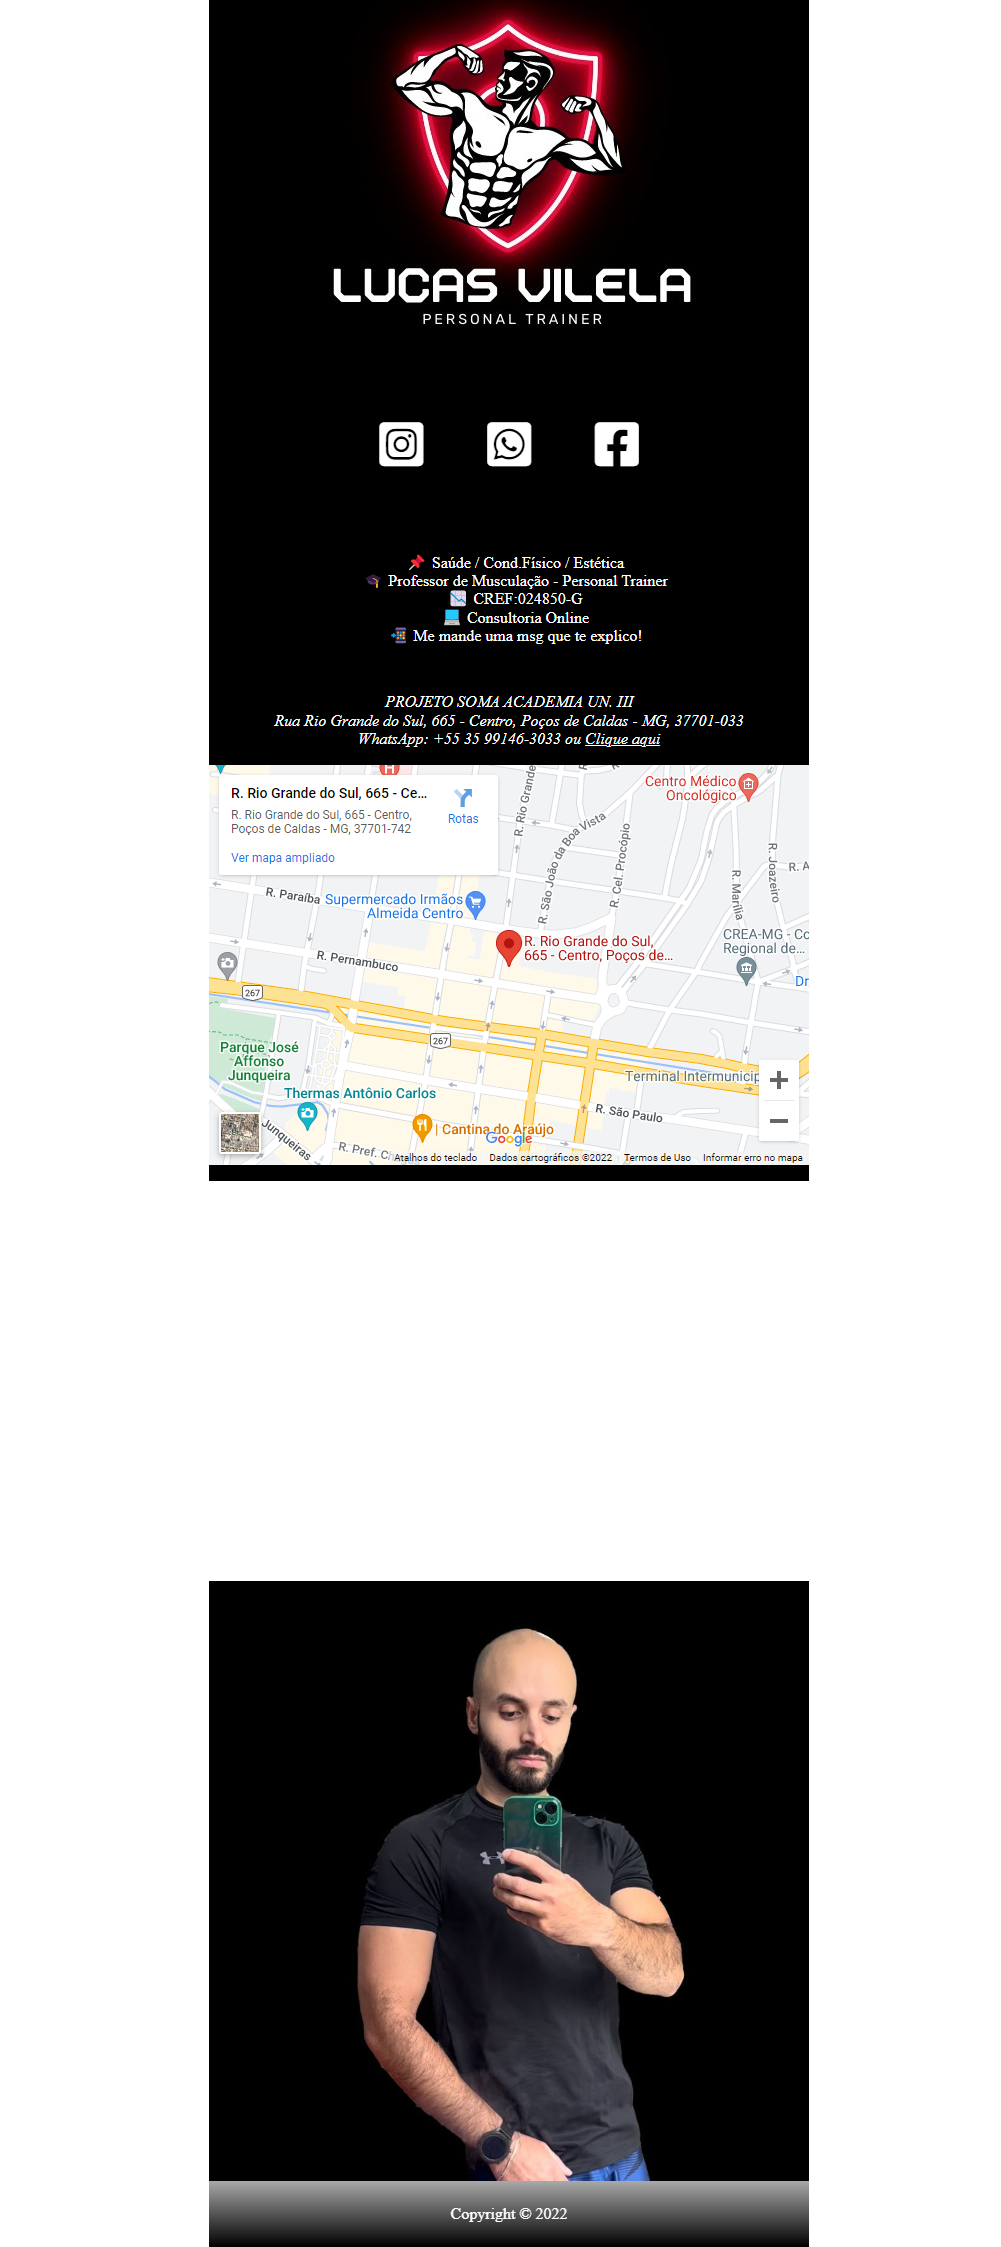 LUCAS VILELA
PERSONAL TRAINER
📌 Saúde / Cond.Físico / Estética
🎓 Professor de Musculação - Personal Trainer
📉 CREF:024850-G
💻 Consultoria Online
📲 Me mande uma msg que te explico!
PROJETO SOMA ACADEMIA UN. III
Rua Rio Grande do Sul, 665 - Centro, Poços de Caldas - MG, 37701-033
WhatsApp: +55 35 99146-3033 ou Clique aqui
R. Rio Grande do Sul, 665 - Ce...
R. Rio Grande do Sul, 665 - Centro,
Poços de Caldas - MG, 37701-742
Rotas
Ver mapa ampliado
H
R. Rio Grande
Centro Médico
Oncológico
R. São João da Boa Vista
R. Cel. Procópio
R. Joazeiro
R. Marília
R. A
R. Paraíba
Supermercado Irmãos
Almeida Centro
R. Rio Grande do Sul,
665 - Centro, Poços de...
CREA-MG - Co
Regional de...
R. Pernambuco
Dr
267
267
Parque José
Affonso
Junqueira
Terminal Intermunicip
Thermas Antônio Carlos
R. São Paulo
Junqueiras
Cantina do Araújo
R. Pref. Chagas
Google
Atalhos do teclado
Dados cartográficos ©2022
Termos de Uso
Informar erro no mapa
Copyright © 2022